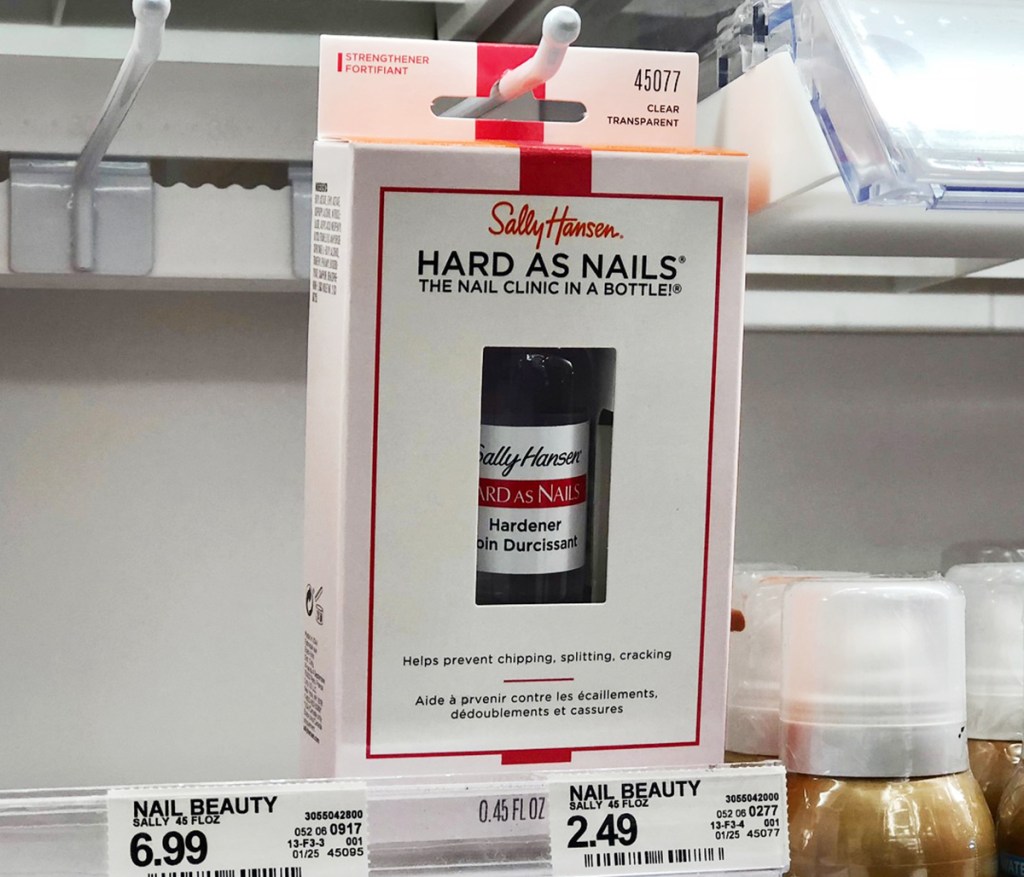 STRENGTHENER
FORTIFIANT
45077
CLEAR
TRANSPARENT
Sally Hansen.
HARD AS NAILS®
THE NAIL CLINIC IN A BOTTLE!®
Sally Hansen
ARD AS NAILS
Hardener
oin Durcissant
Helps prevent chipping, splitting, cracking
Aide à prvenir contre les écaillements,
dédoublements et cassures
NAIL BEAUTY
SALLY 45 FLOZ
6.99
3055042800
052 06 0917
13-F3-3 001
01/25 45095
0.45 FL OZ
NAIL BEAUTY
SALLY 45 FLOZ
2.49
3055042000
052 06 0277
13-F3-4 001
01/25 45077